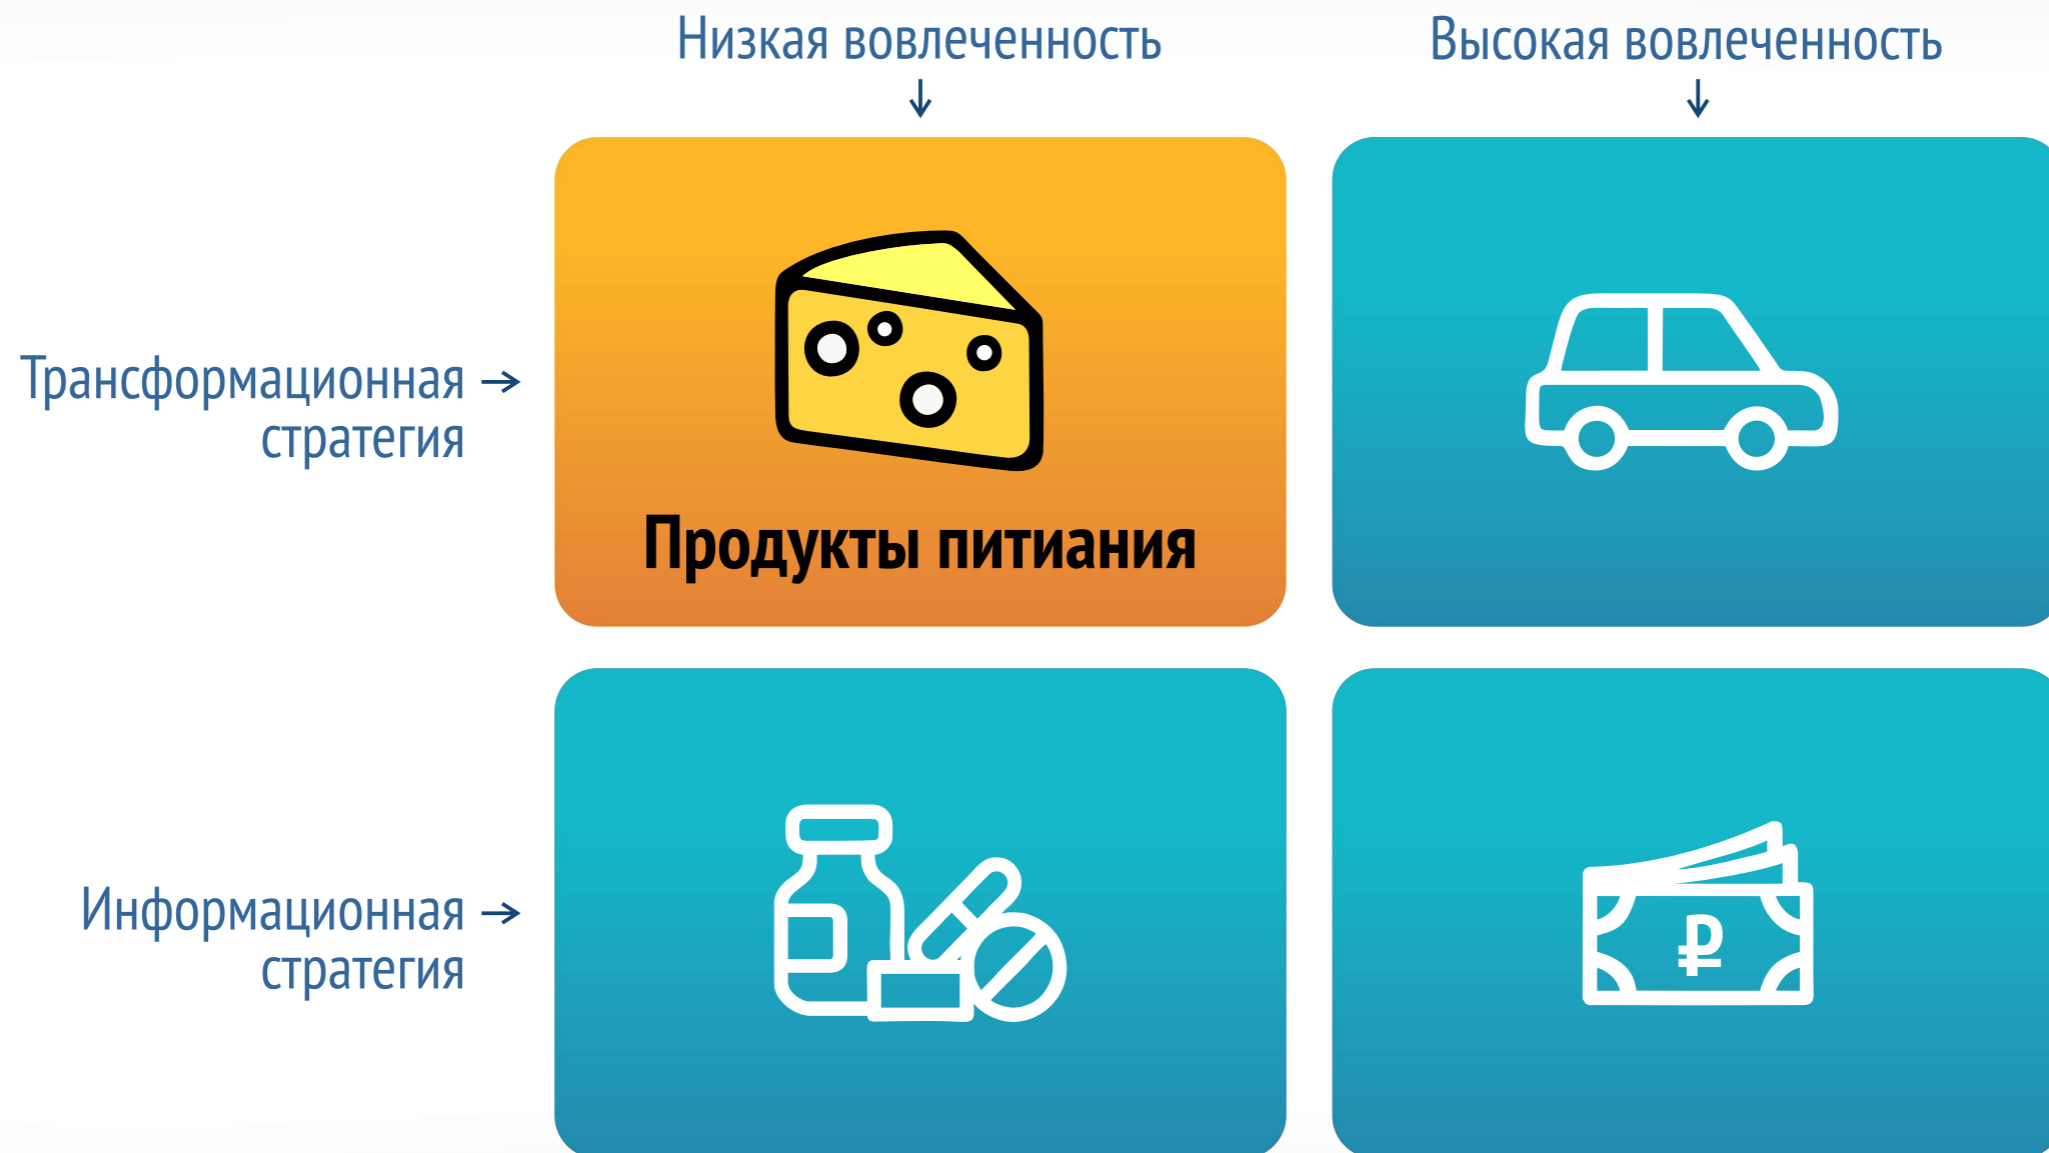 Низкая вовлеченность
Высокая вовлеченность
Трансформационная
стратегия
Продукты питиания
Информационная
стратегия
₽